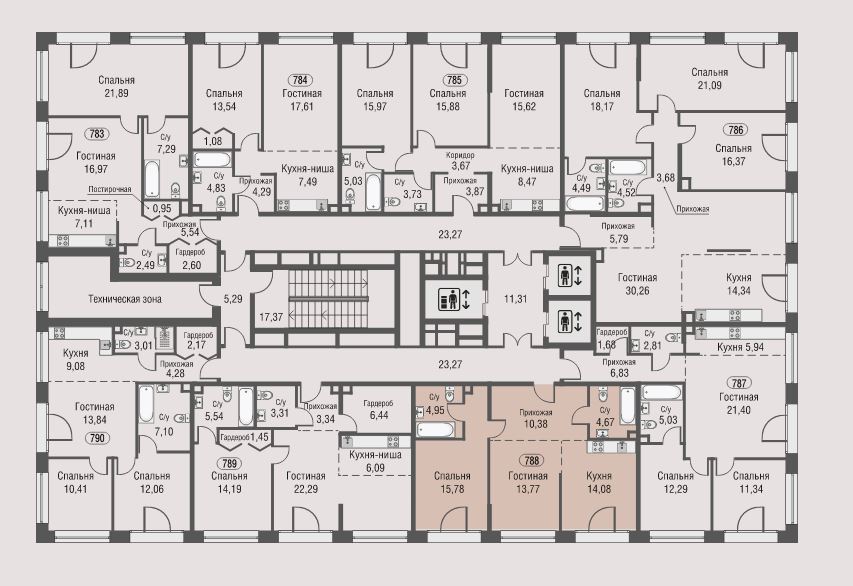 Спальня
21,89
Спальня
13,54
784
Гостиная
17,61
Спальня
15,97
785
Спальня
15,88
Гостиная
15,62
Спальня
18,17
Спальня
21,09
783
Гостиная
16,97
С/у
7,29
1,08
786
Спальня
16,37
Постирочная
0,95
С/у
4,83
Прихожая
4,29
Кухня-ниша
7,49
С/у
5,03
Коридор
3,67
С/у
3,73
Прихожая
3,87
Кухня-ниша
8,47
С/у
4,49
С/у
4,52
3,68
Прихожая
Кухня-ниша
7,11
Прихожая
5,54
С/у
2,49
Гардероб
2,60
23,27
Прихожая
5,79
Гостиная
30,26
Кухня
14,34
Техническая зона
5,29
17,37
11,31
Кухня
9,08
С/у
3,01
Гардероб
2,17
Прихожая
4,28
23,27
Гардероб
1,68
С/у
2,81
Прихожая
6,83
Кухня 5,94
787
Гостиная
21,40
Гостиная
13,84
790
С/у
7,10
С/у
5,54
С/у
3,31
Прихожая
3,34
Гардероб
6,44
С/у
4,95
Прихожая
10,38
С/у
4,67
С/у
5,03
Гардероб 1,45
Кухня-ниша
6,09
Спальня
10,41
Спальня
12,06
789
Спальня
14,19
Гостиная
22,29
Спальня
15,78
788
Гостиная
13,77
Кухня
14,08
Спальня
12,29
Спальня
11,34